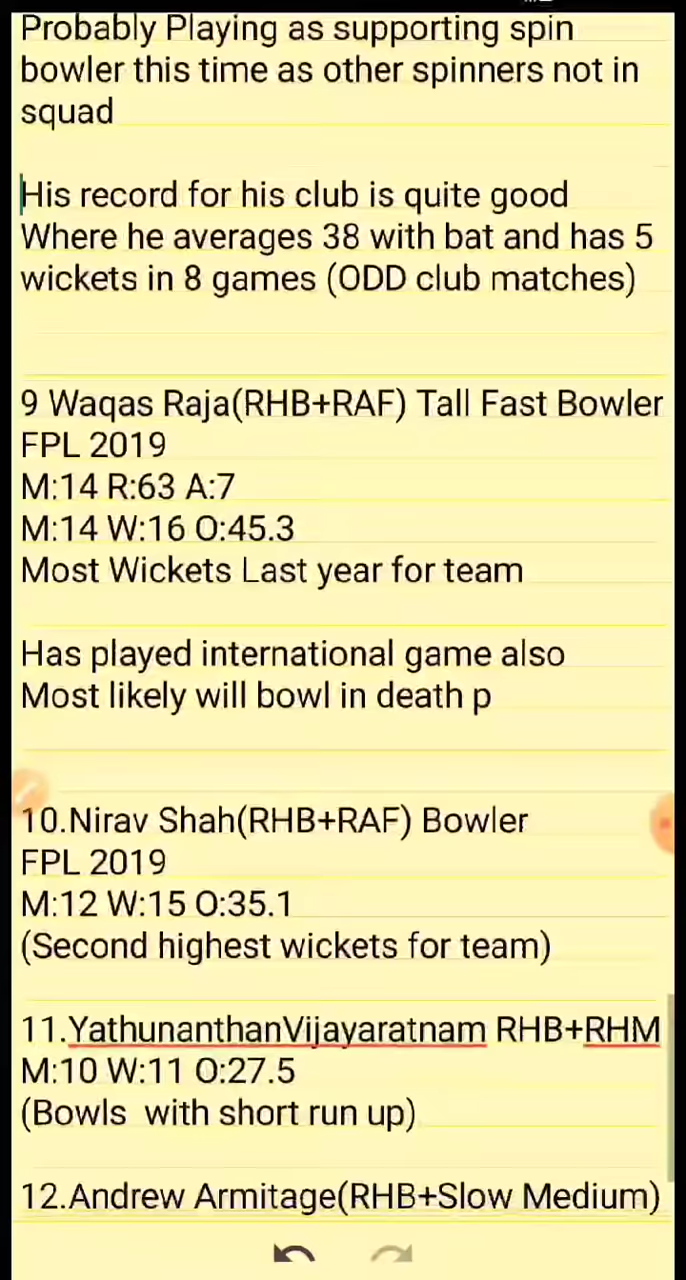 Probably Playing as supporting spin
bowler this time as other spinners not in
squad
His record for his club is quite good
Where he averages 38 with bat and has 5
wickets in 8 games (ODD club matches)
9 Waqas Raja(RHB+RAF) Tall Fast Bowler
FPL 2019
M:14 R:63 A:7
M:14 W:16 O:45.3
Most Wickets Last year for team
Has played international game also
Most likely will bowl in death p
10.Nirav Shah(RHB+RAF) Bowler
FPL 2019
M:12 W:15 O:35.1
(Second highest wickets for team)
11.YathunanthanVijayaratnam RHB+RHM
M:10 W:11 O:27.5
(Bowls  with short run up)
12.Andrew Armitage(RHB+Slow Medium)